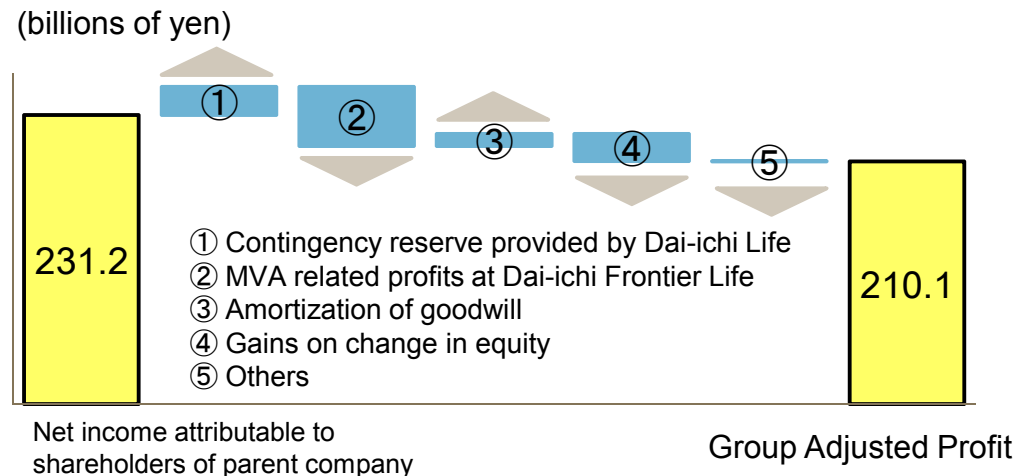 (billions of yen)
①
②
③
④
⑤
231.2
① Contingency reserve provided by Dai-ichi Life
② MVA related profits at Dai-ichi Frontier Life
③ Amortization of goodwill
④ Gains on change in equity
⑤ Others
210.1
Net income attributable to
shareholders of parent company
Group Adjusted Profit